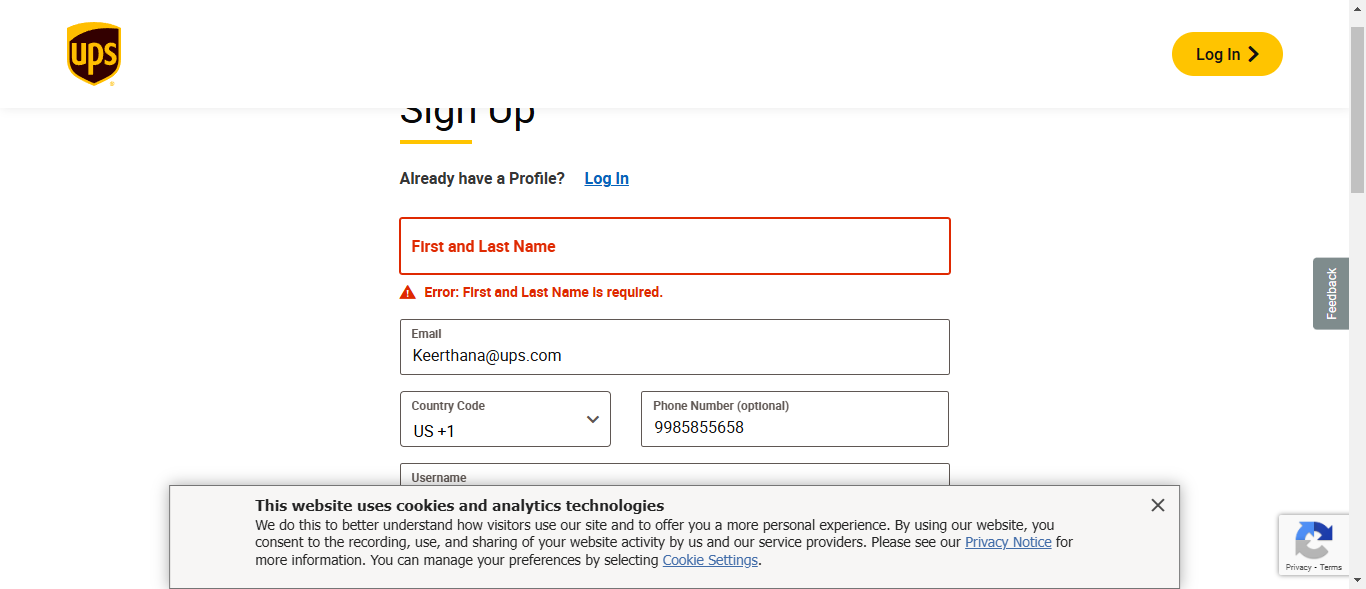 ups
Log In
Sign Up
Already have a Profile? Log In
First and Last Name
Error: First and Last Name is required.
Email
Keerthana@ups.com
Country Code
US +1
Phone Number (optional)
9985855658
Username
Feedback
This website uses cookies and analytics technologies
We do this to better understand how visitors use our site and to offer you a more personal experience. By using our website, you
consent to the recording, use, and sharing of your website activity by us and our service providers. Please see our Privacy Notice for
more information. You can manage your preferences by selecting Cookie Settings.
Privacy - Terms